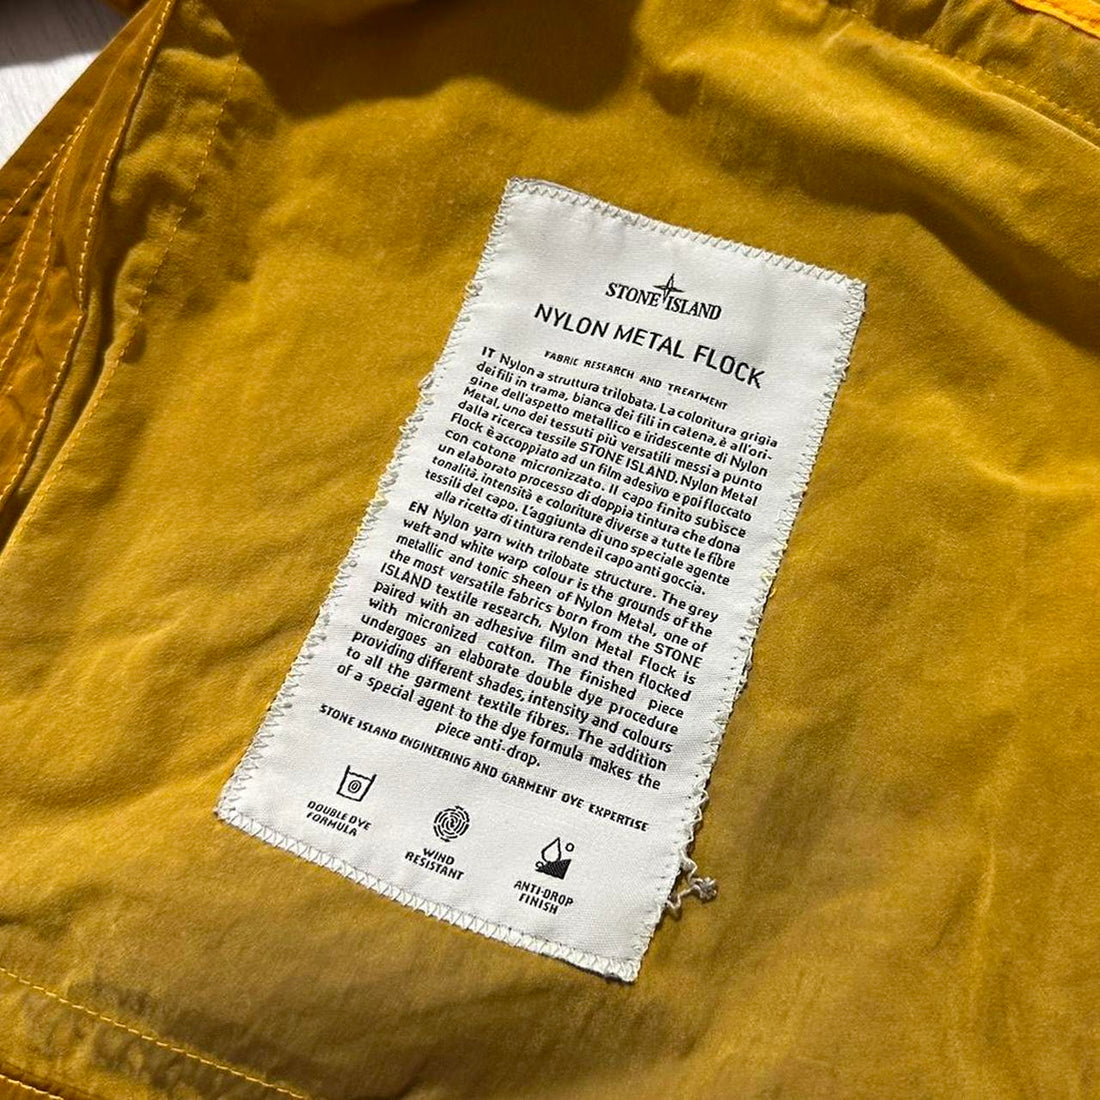 STONE ISLAND
NYLON METAL FLOCK
FABRIC RESEARCH AND TREATMENT
IT Nylon a struttura trilobata. La coloritura grigia
dei fili in trama, bianca dei fili in catena, è all'ori-
gine dell'aspetto metallico e iridescente di Nylon
Metal, uno dei tessuti più versatili messi a punto
dalla ricerca tessile STONE ISLAND. Nylon Metal
Flock è accoppiato ad un film adesivo e poi floccato
con cotone micronizzato. Il capo finito subisce
un elaborato processo di doppia tintura che dona
tonalità, intensità e coloriture diverse a tutte le fibre
tessili del capo. L'aggiunta di uno speciale agente
alla ricetta di tintura rende il capo anti goccia.
EN Nylon yarn with trilobate structure. The grey
weft and white warp colour is the grounds of the
metallic and tonic sheen of Nylon Metal, one of
the most versatile fabrics born from the STONE
ISLAND textile research. Nylon Metal Flock is
paired with an adhesive film and then flocked
with micronized cotton. The finished piece
undergoes an elaborate double dye procedure
providing different shades, intensity and colours
to all the garment textile fibres. The addition
of a special agent to the dye formula makes the
piece anti-drop.
STONE ISLAND ENGINEERING AND GARMENT DYE EXPERTISE
DOUBLE DYE
FORMULA
WIND
RESISTANT
ANTI-DROP
FINISH